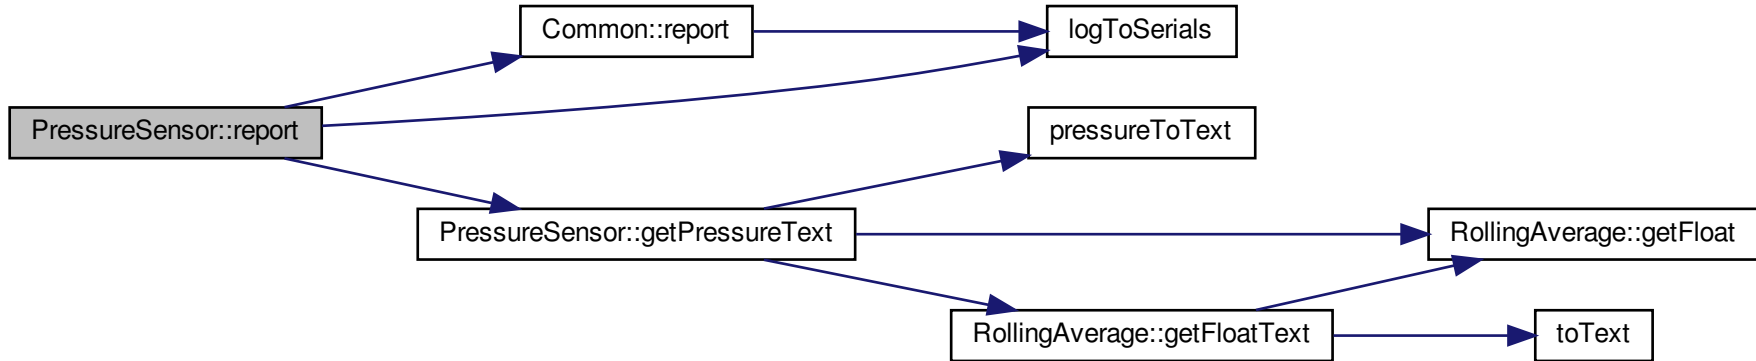 Common::report
logToSerials
PressureSensor::report
pressureToText
PressureSensor::getPressureText
RollingAverage::getFloat
RollingAverage::getFloatText
toText